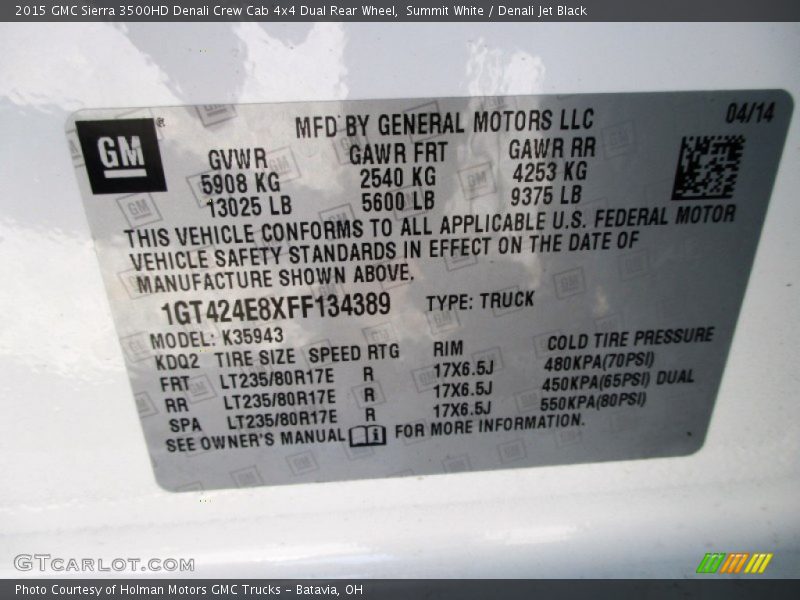 2015 GMC Sierra 3500HD Denali Crew Cab 4x4 Dual Rear Wheel, Summit White / Denali Jet Black
04/14
GM ®
MFD BY GENERAL MOTORS LLC
GVWR GAWR FRT GAWR RR
5908 KG 2540 KG 4253 KG
13025 LB 5600 LB 9375 LB
THIS VEHICLE CONFORMS TO ALL APPLICABLE U.S. FEDERAL MOTOR
VEHICLE SAFETY STANDARDS IN EFFECT ON THE DATE OF
MANUFACTURE SHOWN ABOVE.
1GT424E8XFF134389 TYPE: TRUCK
MODEL: K35943
KDQ2 TIRE SIZE SPEED RTG RIM COLD TIRE PRESSURE
FRT LT235/80R17E R 17X6.5J 480KPA(70PSI)
RR LT235/80R17E R 17X6.5J 450KPA(65PSI) DUAL
SPA LT235/80R17E R 17X6.5J 550KPA(80PSI)
SEE OWNER'S MANUAL i FOR MORE INFORMATION.
GTCARLOT.COM
Photo Courtesy of Holman Motors GMC Trucks - Batavia, OH